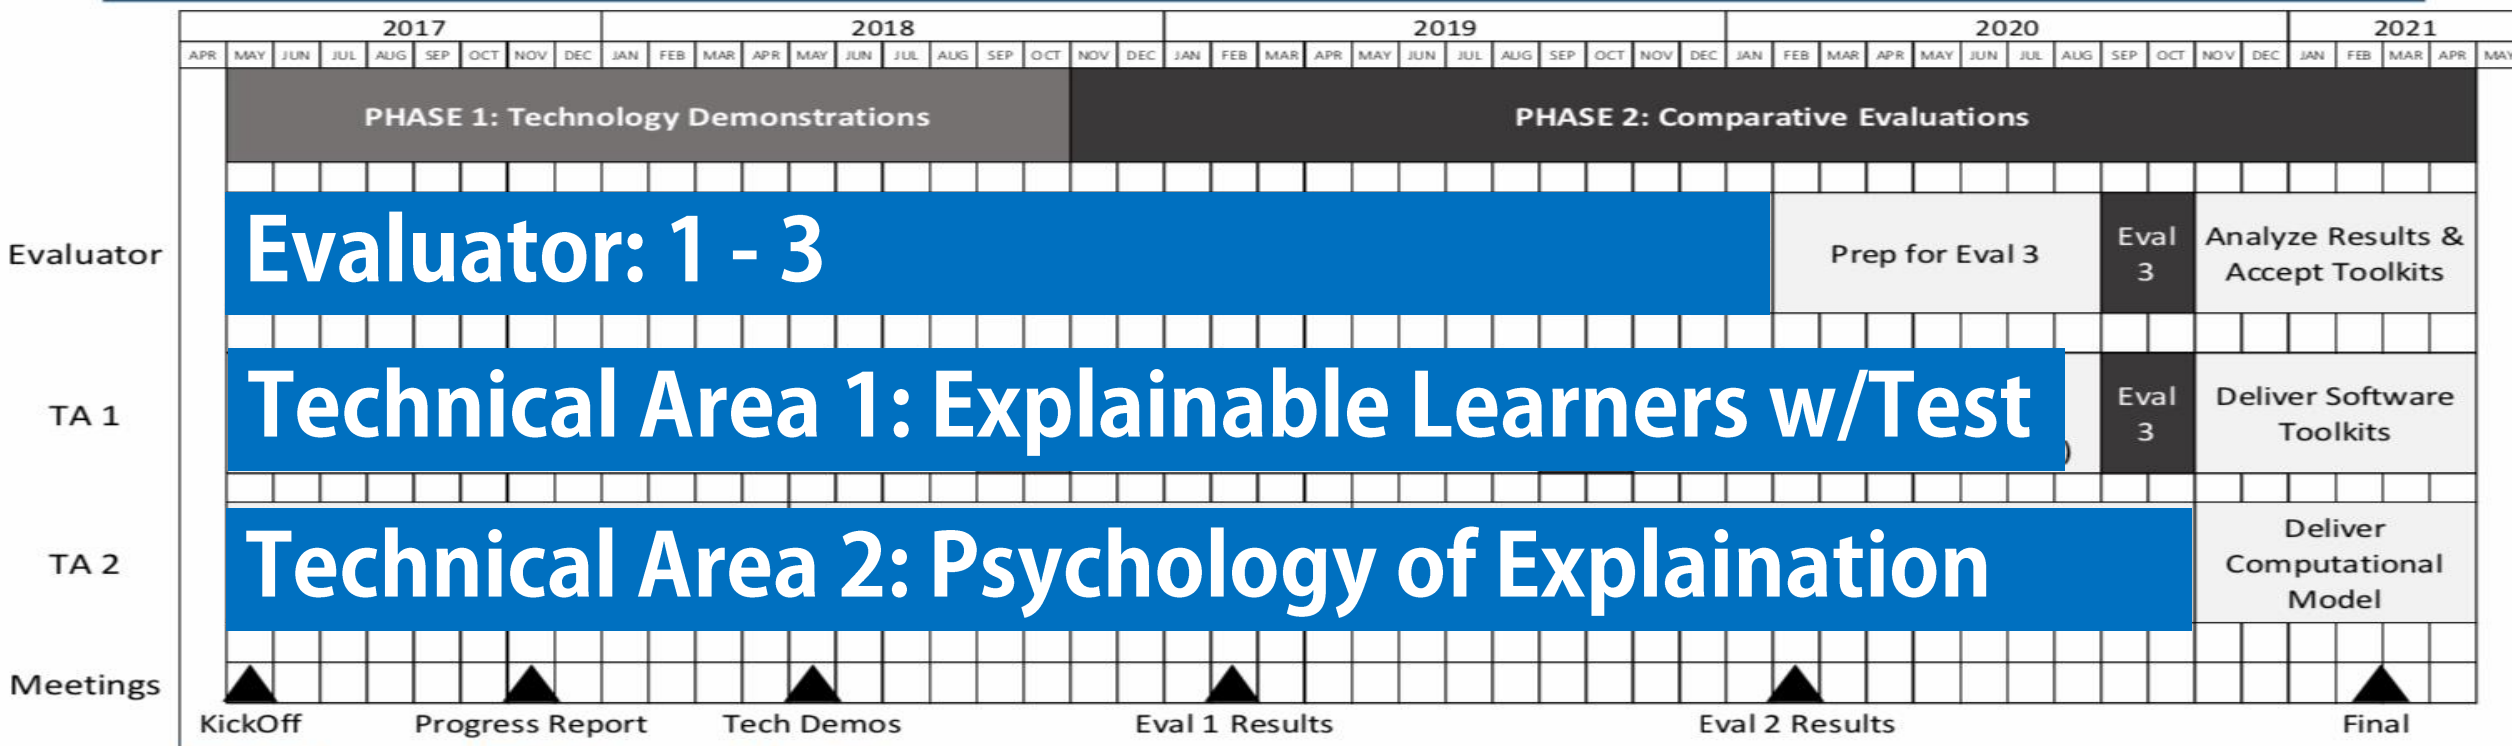 2017 2018 2019 2020 2021
APR MAY JUN JUL AUG SEP OCT NOV DEC JAN FEB MAR APR MAY JUN JUL AUG SEP OCT NOV DEC JAN FEB MAR APR MAY JUN JUL AUG SEP OCT NOV DEC JAN FEB MAR APR MAY JUN JUL AUG SEP OCT NOV DEC JAN FEB MAR APR MAY
PHASE 1: Technology Demonstrations
PHASE 2: Comparative Evaluations
Evaluator
Evaluator: 1 - 3
Prep for Eval 3
Eval
3
Analyze Results &
Accept Toolkits
TA 1
Technical Area 1: Explainable Learners w/Test
)
Eval
3
Deliver Software
Toolkits
TA 2
Technical Area 2: Psychology of Explaination
Deliver
Computational
Model
Meetings
KickOff
Progress Report
Tech Demos
Eval 1 Results
Eval 2 Results
Final